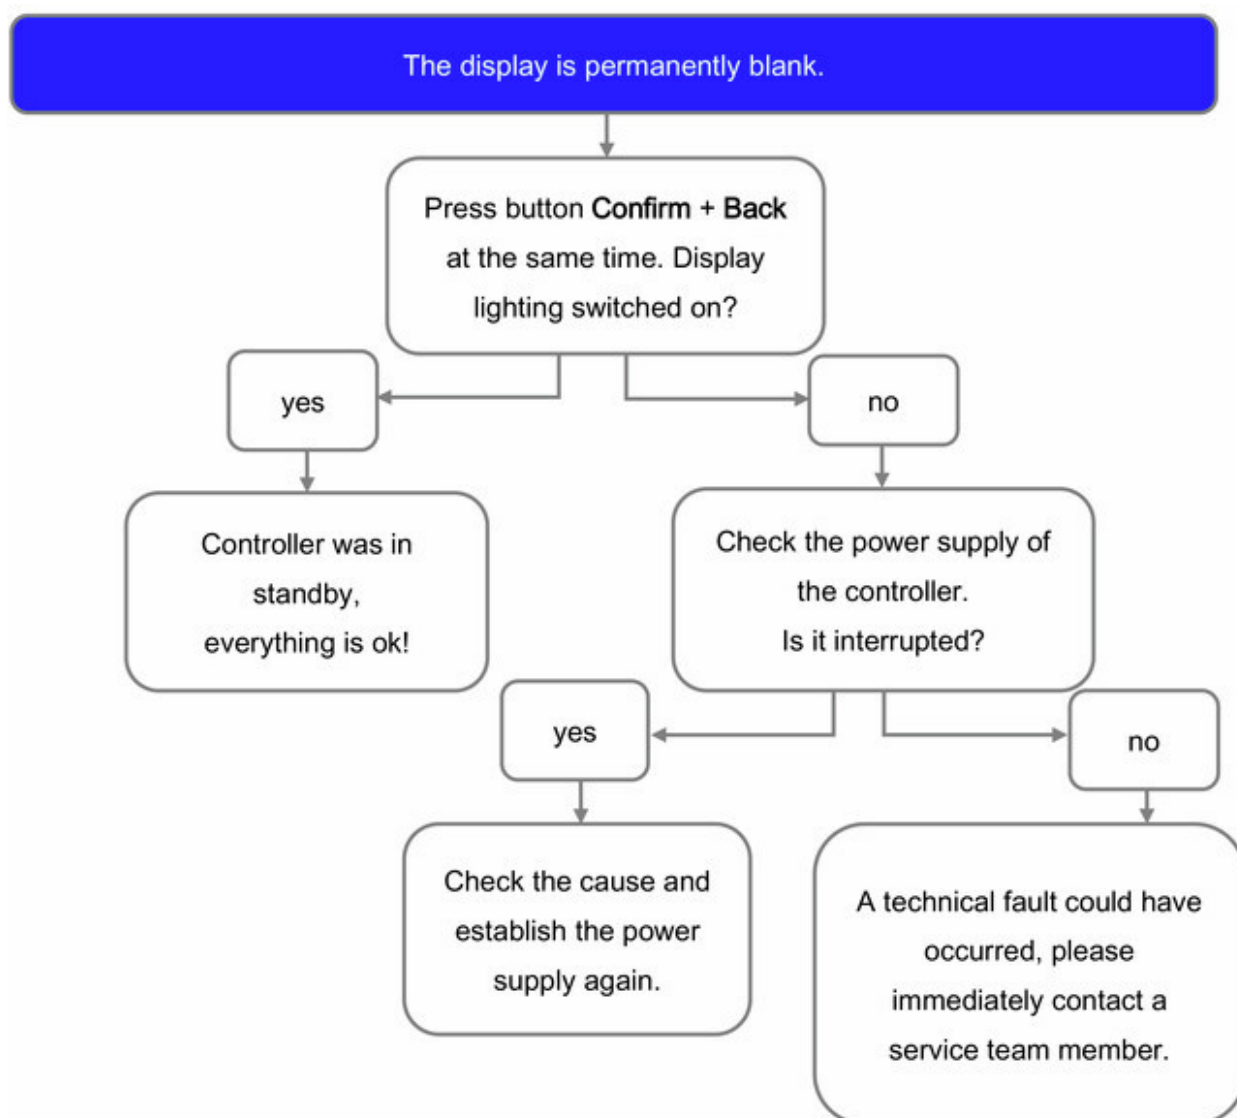 The display is permanently blank.
Press button Confirm + Back
at the same time. Display
lighting switched on?
yes
no
Controller was in
standby,
everything is ok!
Check the power supply of
the controller.
Is it interrupted?
yes
no
Check the cause and
establish the power
supply again.
A technical fault could have
occurred, please
immediately contact a
service team member.